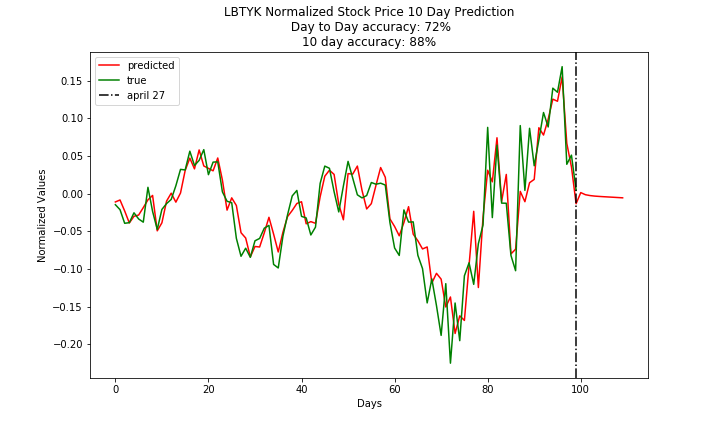 LBTYK Normalized Stock Price 10 Day Prediction
Day to Day accuracy: 72%
10 day accuracy: 88%
predicted
true
april 27
0.15
0.10
0.05
0.00
−0.05
−0.10
−0.15
−0.20
Normalized Values
0 20 40 60 80 100
Days